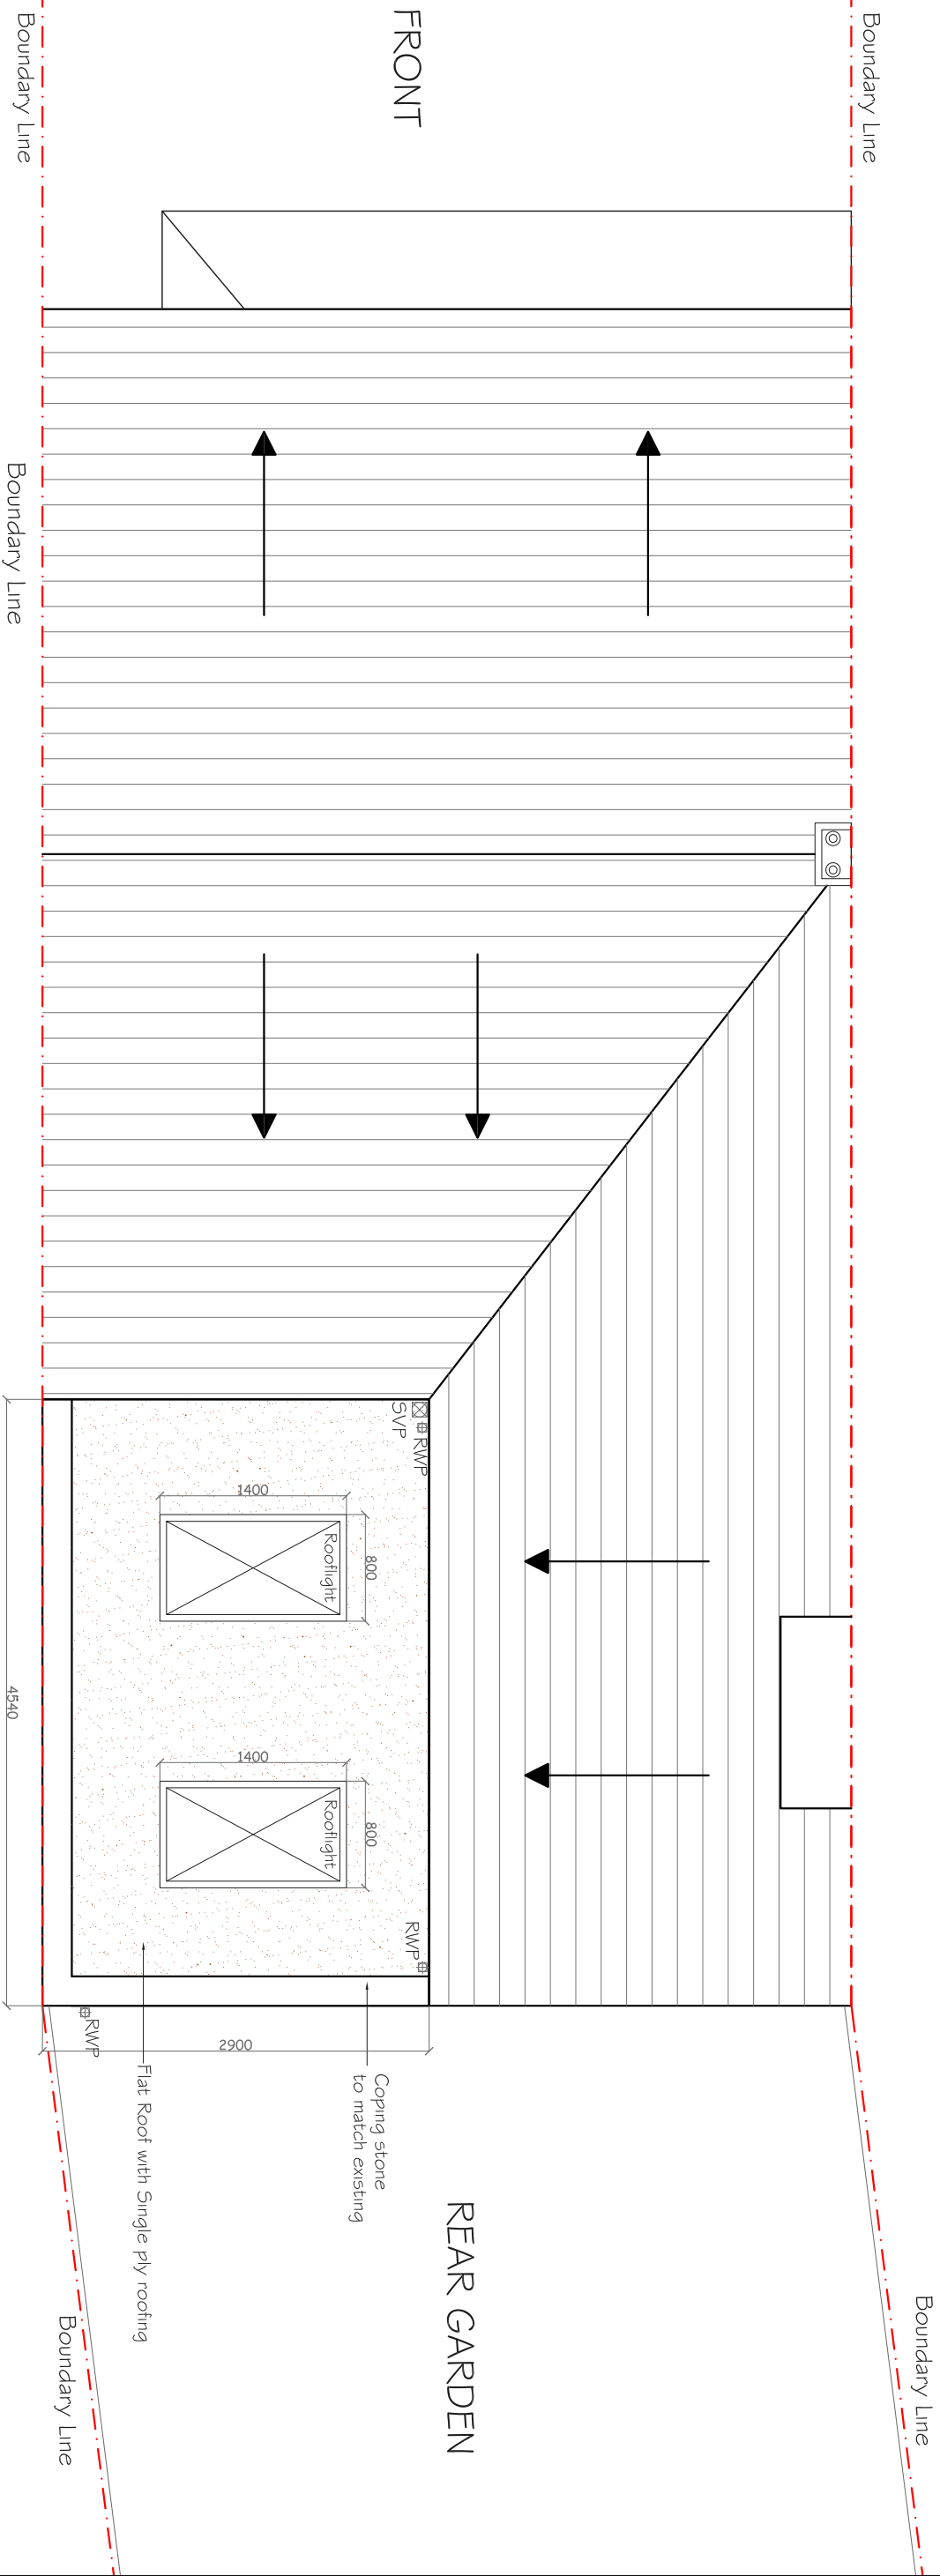 Boundary Line
Boundary Line
FRONT
Boundary Line
SVP
RWP
1400
800
Rooflight
1400
800
Rooflight
RWP
4540
RWP
2900
Coping stone
to match existing
Flat Roof with Single ply roofing
REAR GARDEN
Boundary Line
Boundary Line